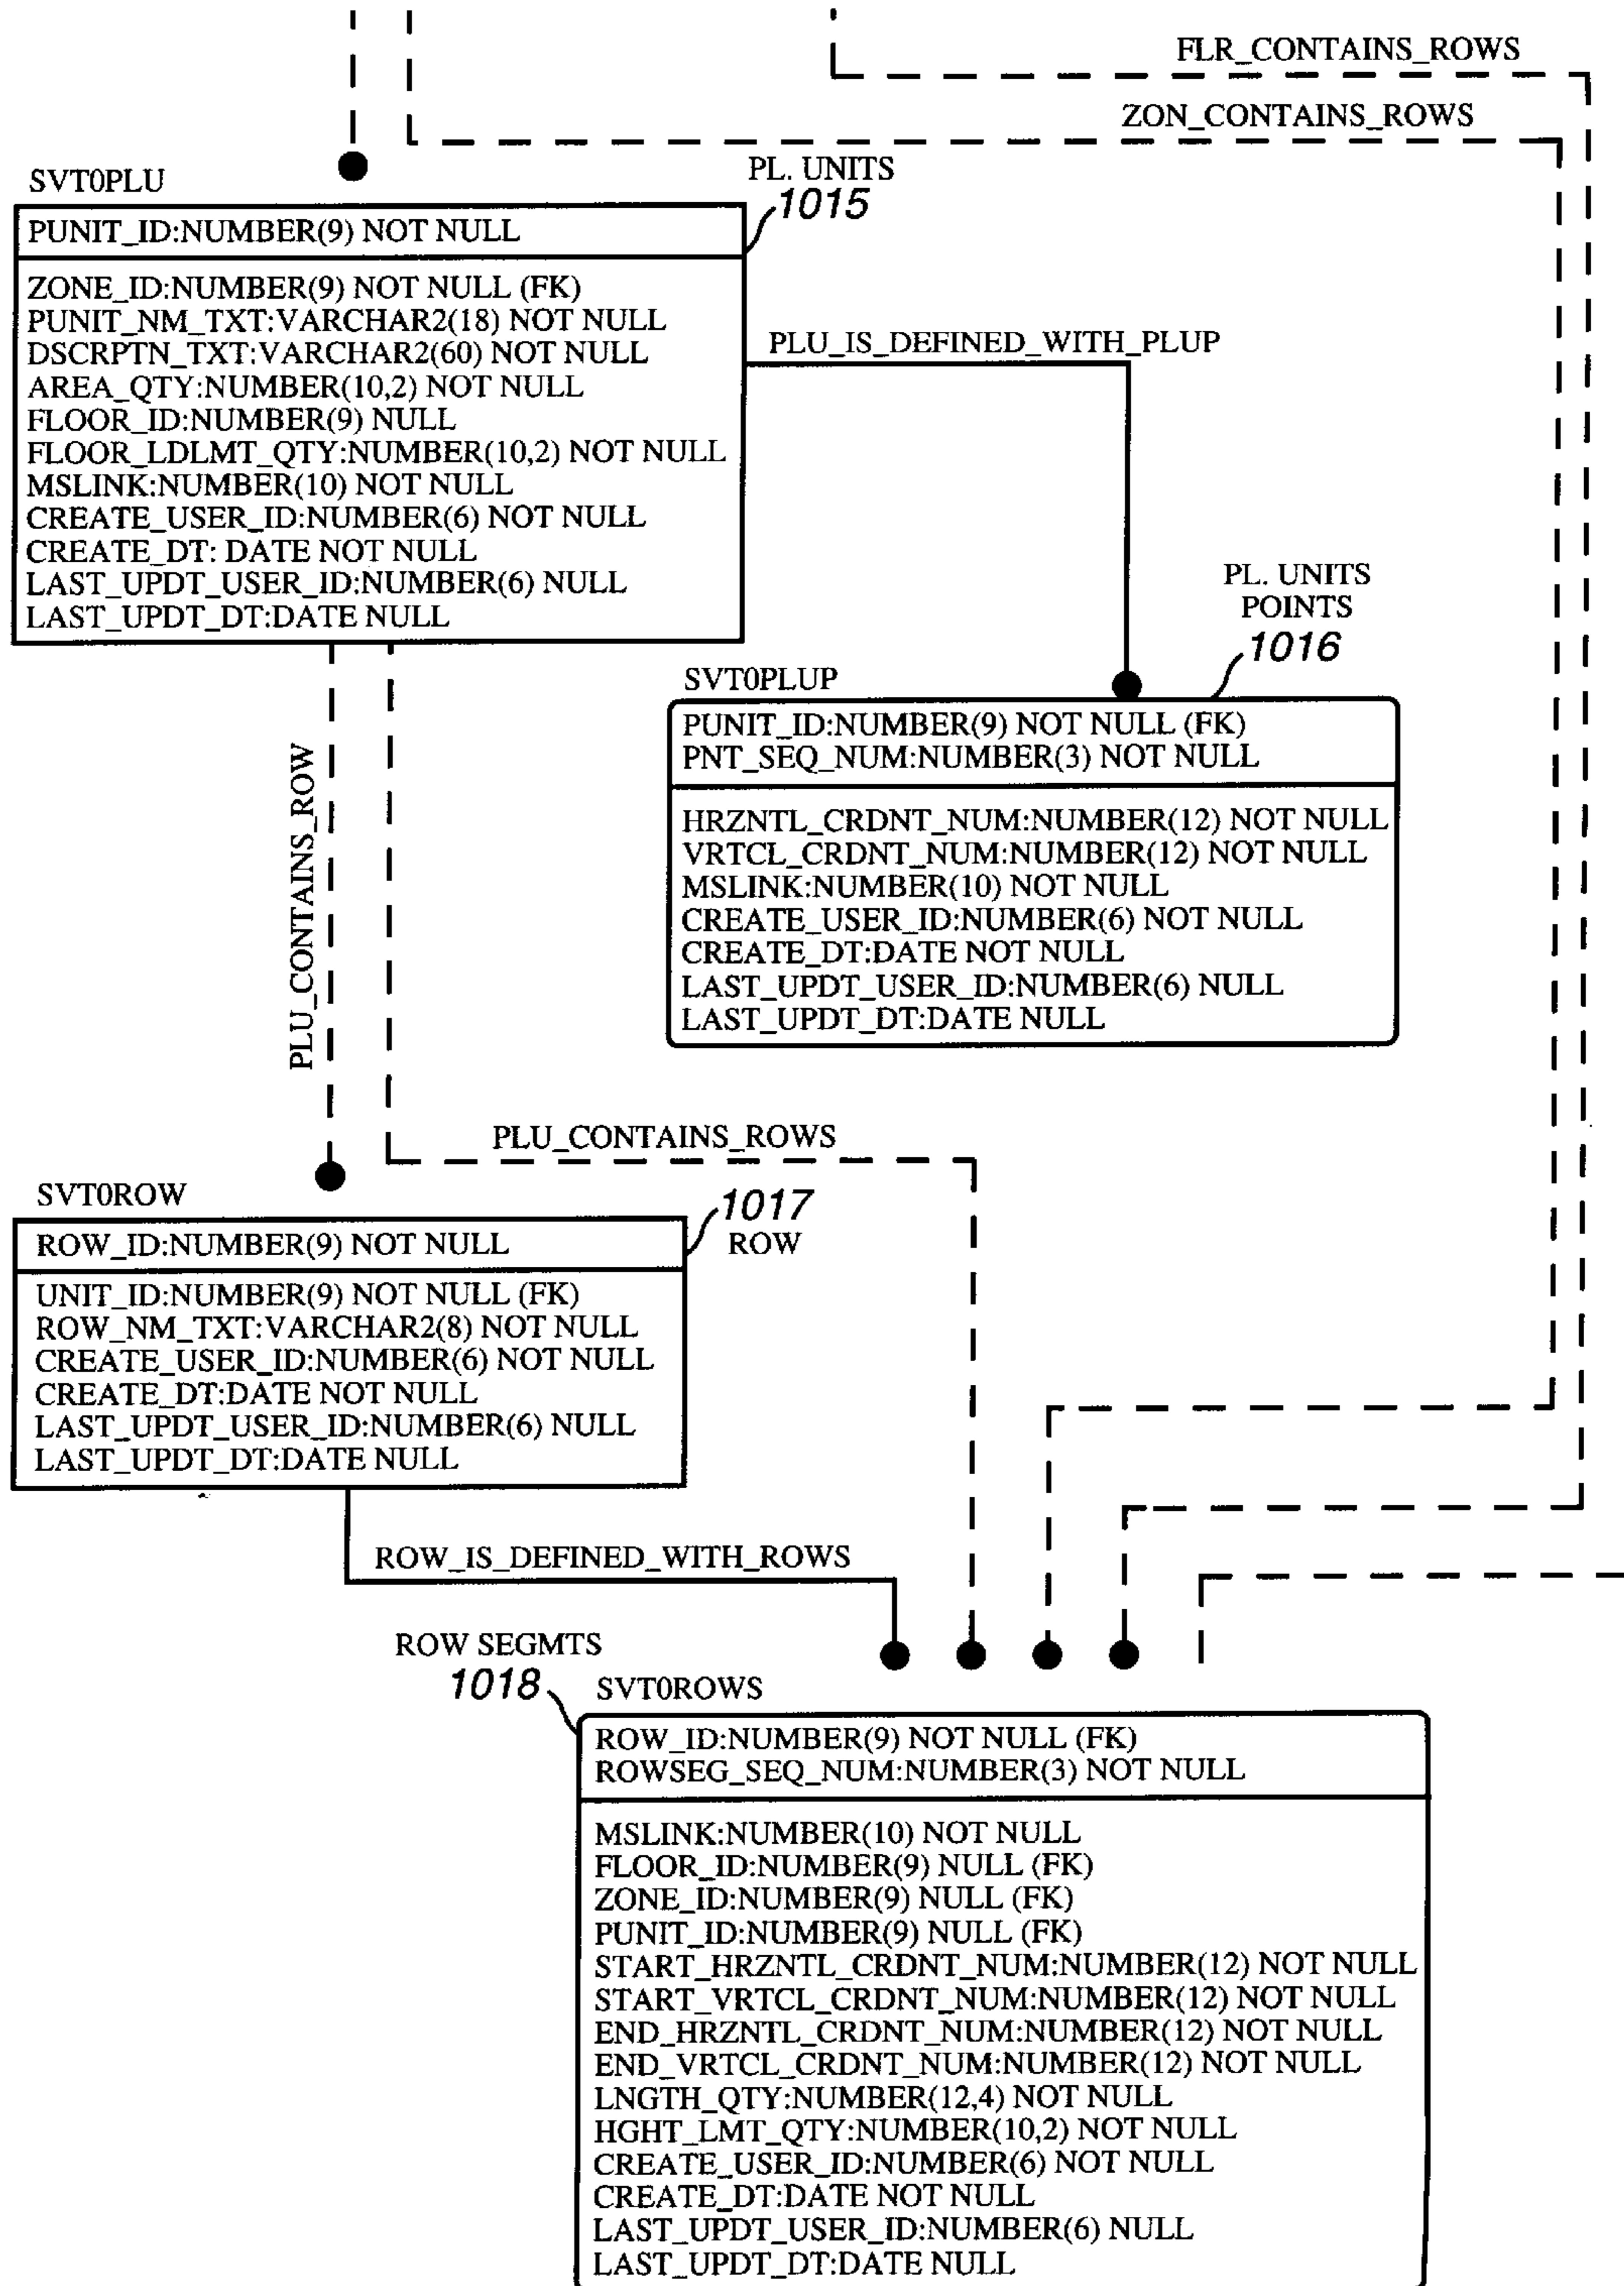 FLR_CONTAINS_ROWS
ZON_CONTAINS_ROWS
SVT0PLU
PL. UNITS
1015
PUNIT_ID:NUMBER(9) NOT NULL
ZONE_ID:NUMBER(9) NOT NULL (FK)
PUNIT_NM_TXT:VARCHAR2(18) NOT NULL
DSCRPTN_TXT:VARCHAR2(60) NOT NULL
AREA_QTY:NUMBER(10,2) NOT NULL
FLOOR_ID:NUMBER(9) NULL
FLOOR_LDLMT_QTY:NUMBER(10,2) NOT NULL
MSLINK:NUMBER(10) NOT NULL
CREATE_USER_ID:NUMBER(6) NOT NULL
CREATE_DT: DATE NOT NULL
LAST_UPDT_USER_ID:NUMBER(6) NULL
LAST_UPDT_DT:DATE NULL
PLU_IS_DEFINED_WITH_PLUP
PL. UNITS
POINTS
1016
SVT0PLUP
PUNIT_ID:NUMBER(9) NOT NULL (FK)
PNT_SEQ_NUM:NUMBER(3) NOT NULL
HRZNTL_CRDNT_NUM:NUMBER(12) NOT NULL
VRTCL_CRDNT_NUM:NUMBER(12) NOT NULL
MSLINK:NUMBER(10) NOT NULL
CREATE_USER_ID:NUMBER(6) NOT NULL
CREATE_DT:DATE NOT NULL
LAST_UPDT_USER_ID:NUMBER(6) NULL
LAST_UPDT_DT:DATE NULL
PLU_CONTAINS_ROW
PLU_CONTAINS_ROWS
SVT0ROW
1017
ROW
ROW_ID:NUMBER(9) NOT NULL
UNIT_ID:NUMBER(9) NOT NULL (FK)
ROW_NM_TXT:VARCHAR2(8) NOT NULL
CREATE_USER_ID:NUMBER(6) NOT NULL
CREATE_DT:DATE NOT NULL
LAST_UPDT_USER_ID:NUMBER(6) NULL
LAST_UPDT_DT:DATE NULL
ROW_IS_DEFINED_WITH_ROWS
ROW SEGMTS
1018
SVT0ROWS
ROW_ID:NUMBER(9) NOT NULL (FK)
ROWSEG_SEQ_NUM:NUMBER(3) NOT NULL
MSLINK:NUMBER(10) NOT NULL
FLOOR_ID:NUMBER(9) NULL (FK)
ZONE_ID:NUMBER(9) NULL (FK)
PUNIT_ID:NUMBER(9) NULL (FK)
START_HRZNTL_CRDNT_NUM:NUMBER(12) NOT NULL
START_VRTCL_CRDNT_NUM:NUMBER(12) NOT NULL
END_HRZNTL_CRDNT_NUM:NUMBER(12) NOT NULL
END_VRTCL_CRDNT_NUM:NUMBER(12) NOT NULL
LNGTH_QTY:NUMBER(12,4) NOT NULL
HGHT_LMT_QTY:NUMBER(10,2) NOT NULL
CREATE_USER_ID:NUMBER(6) NOT NULL
CREATE_DT:DATE NOT NULL
LAST_UPDT_USER_ID:NUMBER(6) NULL
LAST_UPDT_DT:DATE NULL